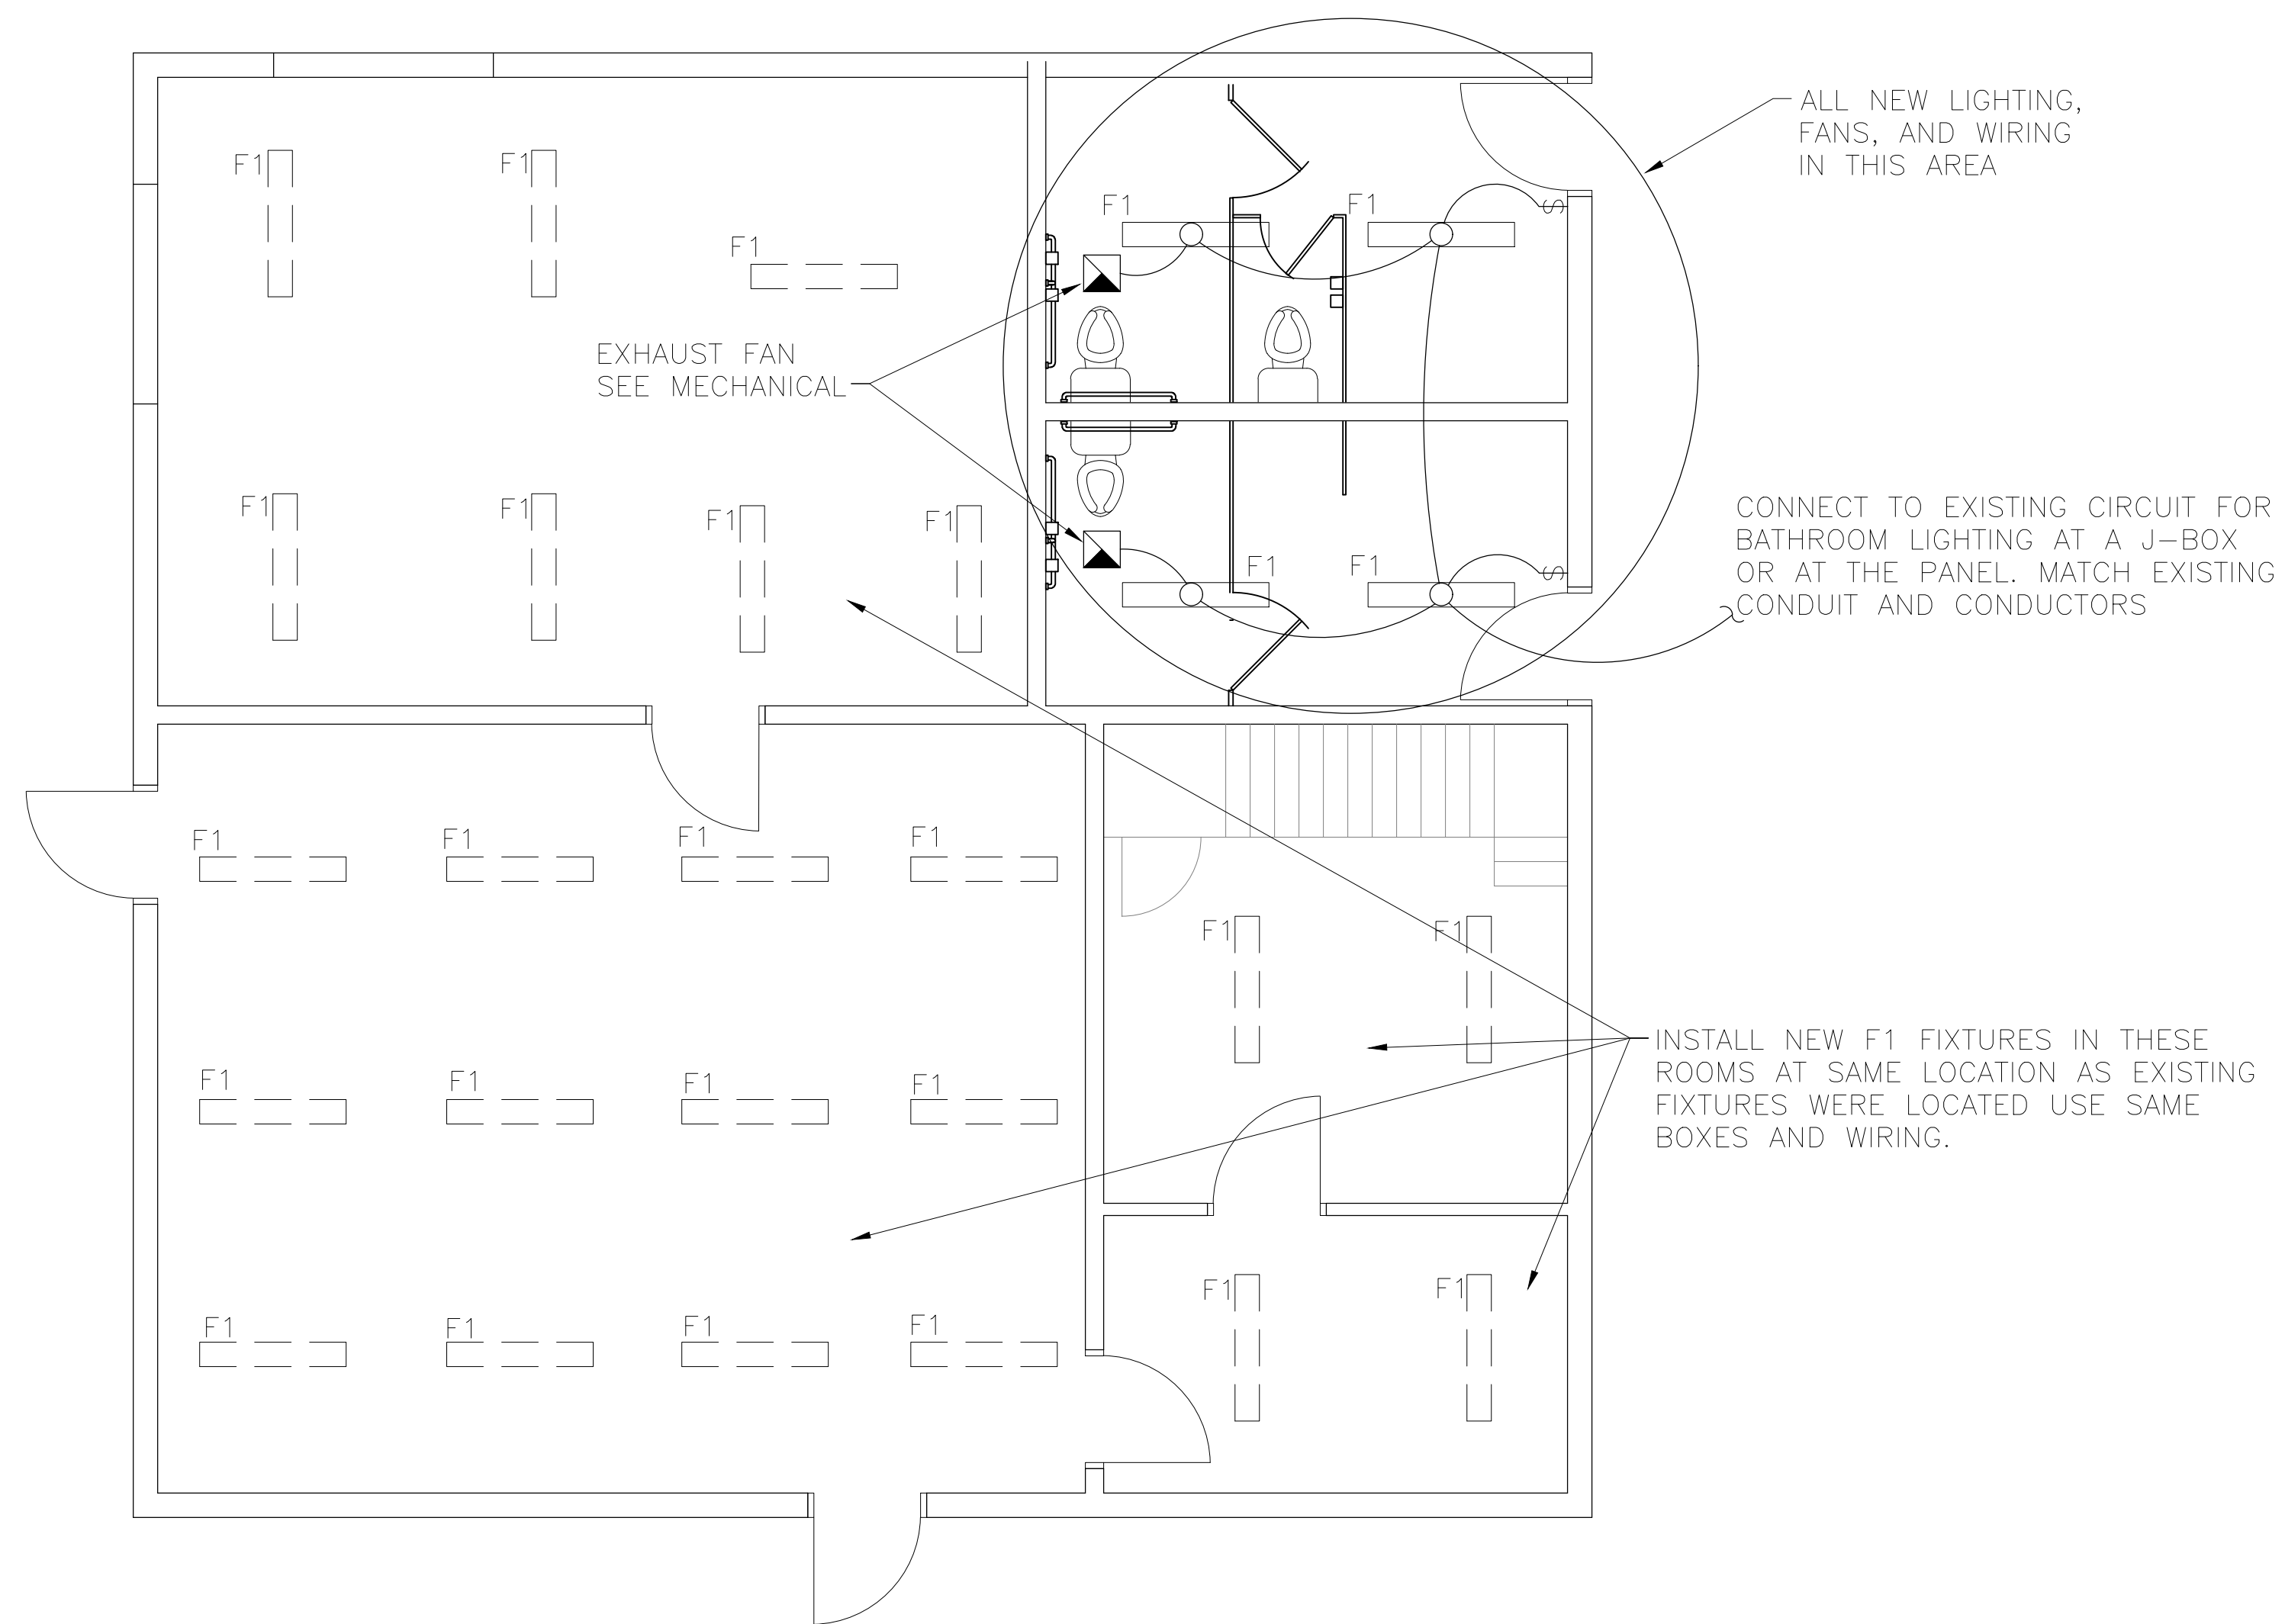 ALL NEW LIGHTING,
FANS, AND WIRING
IN THIS AREA
F1
F1
F1
F1
F1
S
EXHAUST FAN
SEE MECHANICAL
F1
F1
F1
F1
CONNECT TO EXISTING CIRCUIT FOR
BATHROOM LIGHTING AT A J-BOX
OR AT THE PANEL. MATCH EXISTING
CONDUIT AND CONDUCTORS
F1
F1
S
F1
F1
F1
F1
F1
F1
INSTALL NEW F1 FIXTURES IN THESE
ROOMS AT SAME LOCATION AS EXISTING
FIXTURES WERE LOCATED USE SAME
BOXES AND WIRING.
F1
F1
F1
F1
F1
F1
F1
F1
F1
F1